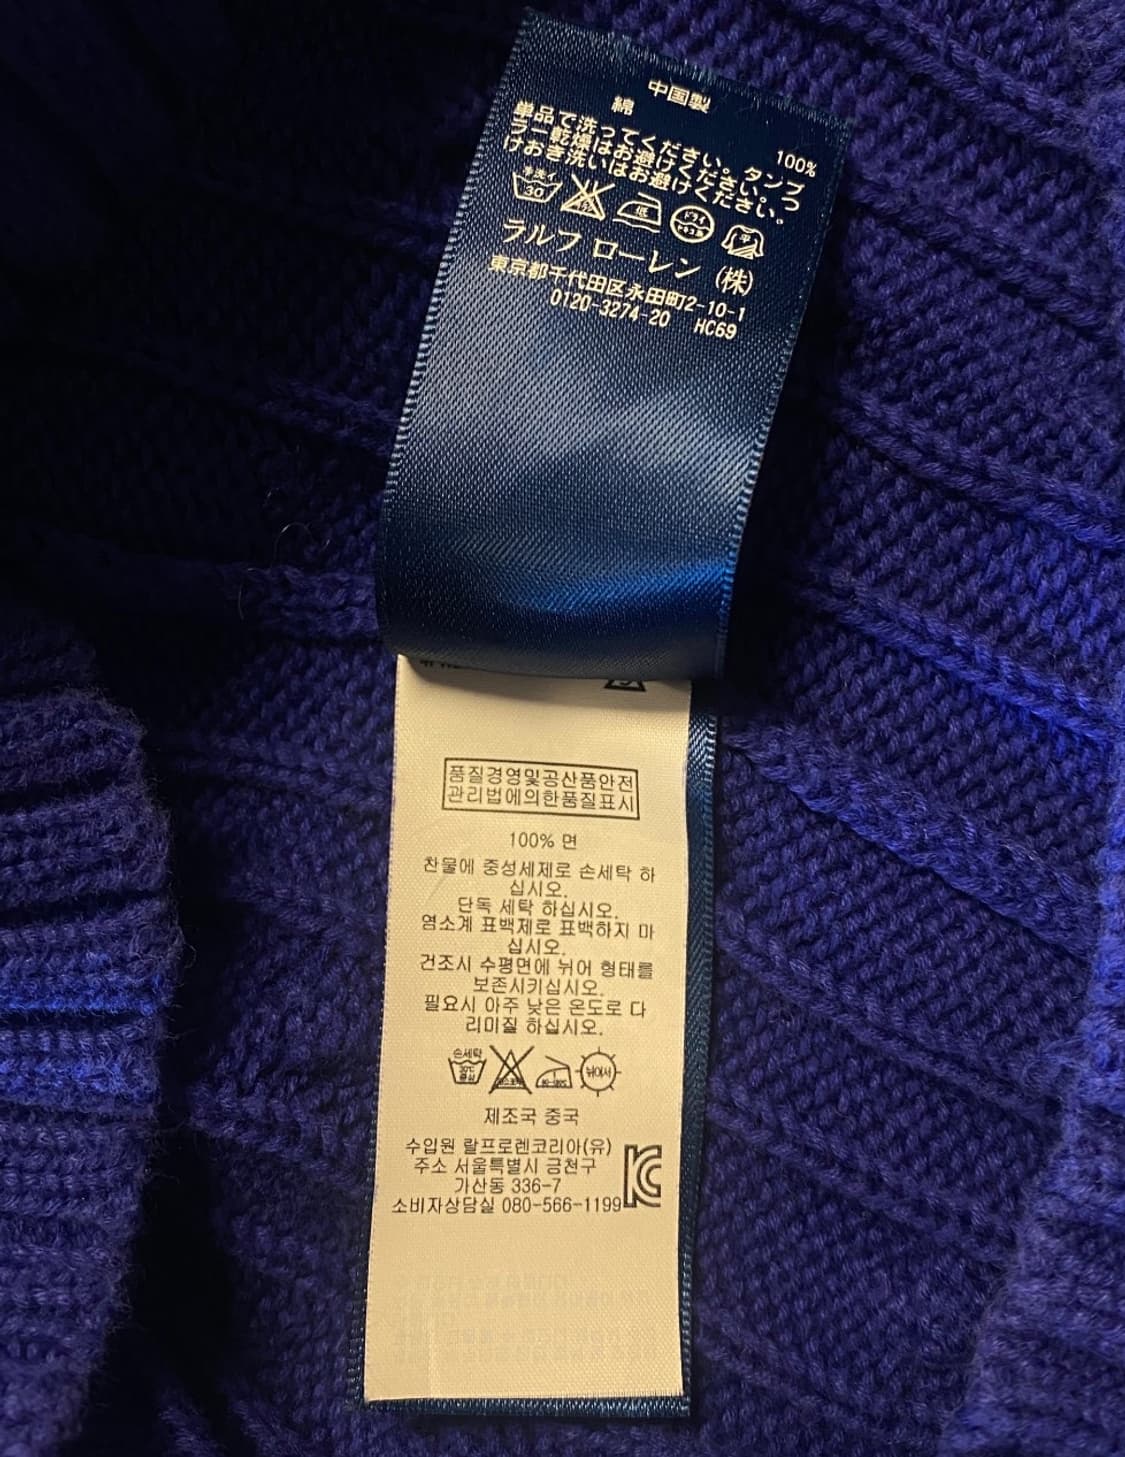 中国製
綿 100%
単品で洗ってください。タンブ
ラー乾燥はお避けください。つ
けおき洗いはお避けください。
手洗イ 30 低 ドライ 平
ラルフ ローレン (株)
東京都千代田区永田町2-10-1
0120-3274-20 HC69
품질경영및공산품안전
관리법에의한품질표시
100% 면
찬물에 중성세제로 손세탁 하
십시오.
단독 세탁 하십시오.
염소계 표백제로 표백하지 마
십시오.
건조시 수평면에 뉘어 형태를
보존시키십시오.
필요시 아주 낮은 온도로 다
리미질 하십시오.
손세탁 30℃ 중성 뉘어서
제조국 중국
수입원 랄프로렌코리아(유)
주소 서울특별시 금천구
가산동 336-7
소비자상담실 080-566-1199